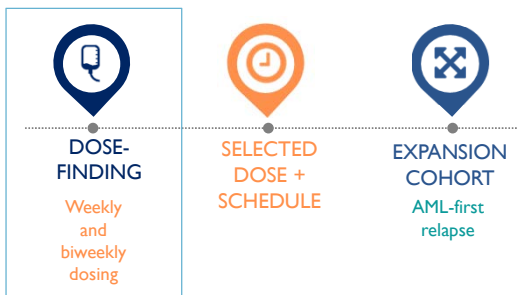 DOSE-
FINDING
Weekly
and
biweekly
dosing
SELECTED
DOSE +
SCHEDULE
EXPANSION
COHORT
AML-first
relapse